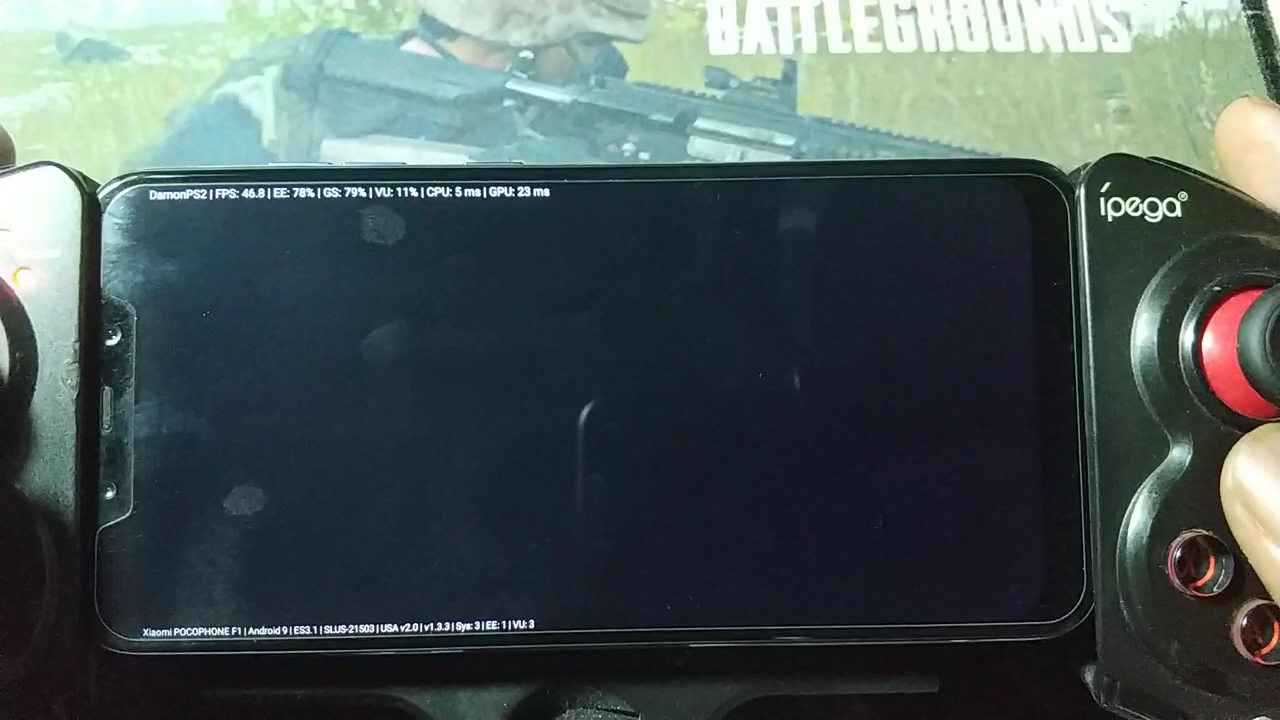 BATTLEGROUNDS
DamonPS2 | FPS: 46.8 | EE: 78% | GS: 79% | VU: 11% | CPU: 5 ms | GPU: 23 ms
ípega®
Xiaomi POCOPHONE F1 | Android 9 | ES3.1 | SLUS-21503 | USA v2.0 | v1.3.3 | Sys: 3 | EE: 1 | VU: 3